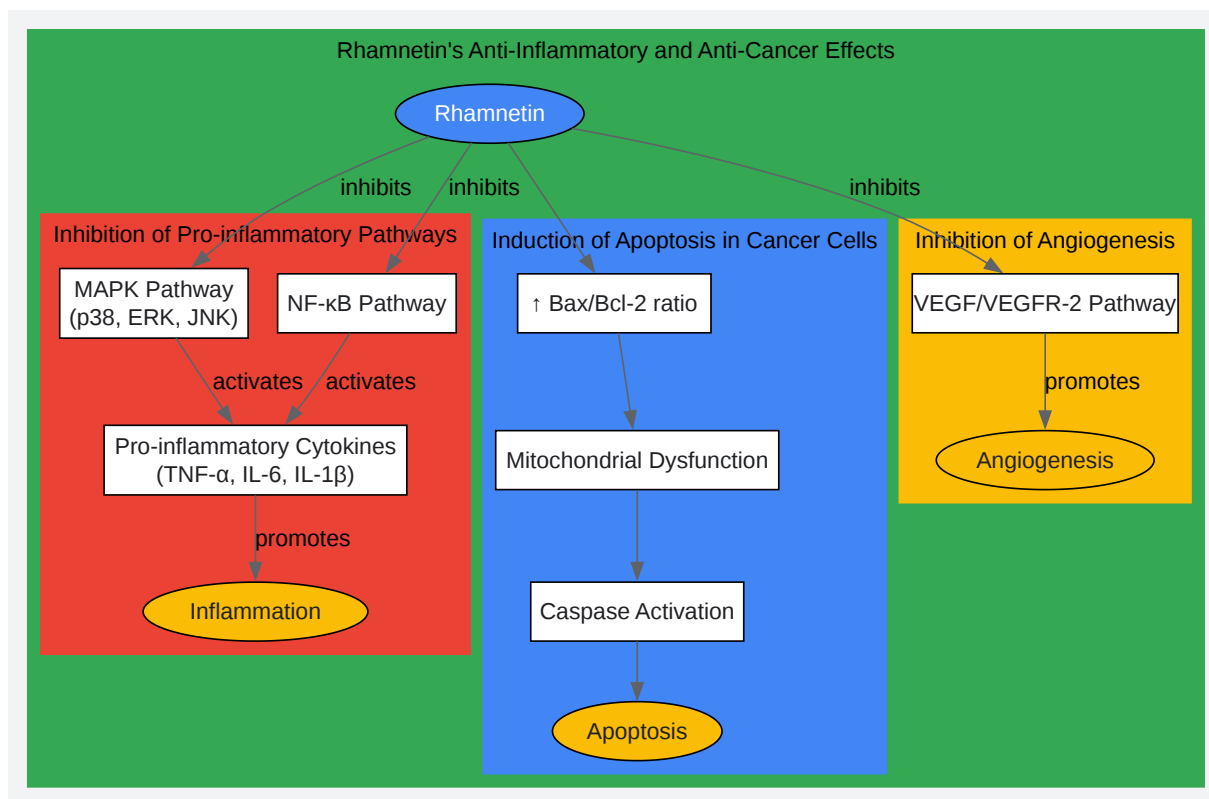 Rhamnetin's Anti-Inflammatory and Anti-Cancer Effects
Rhamnetin
inhibits
inhibits
inhibits
Inhibition of Pro-inflammatory Pathways
MAPK Pathway
(p38, ERK, JNK)
NF-κB Pathway
activates
activates
Pro-inflammatory Cytokines
(TNF-α, IL-6, IL-1β)
promotes
Inflammation
Induction of Apoptosis in Cancer Cells
↑ Bax/Bcl-2 ratio
Mitochondrial Dysfunction
Caspase Activation
Apoptosis
Inhibition of Angiogenesis
VEGF/VEGFR-2 Pathway
promotes
Angiogenesis